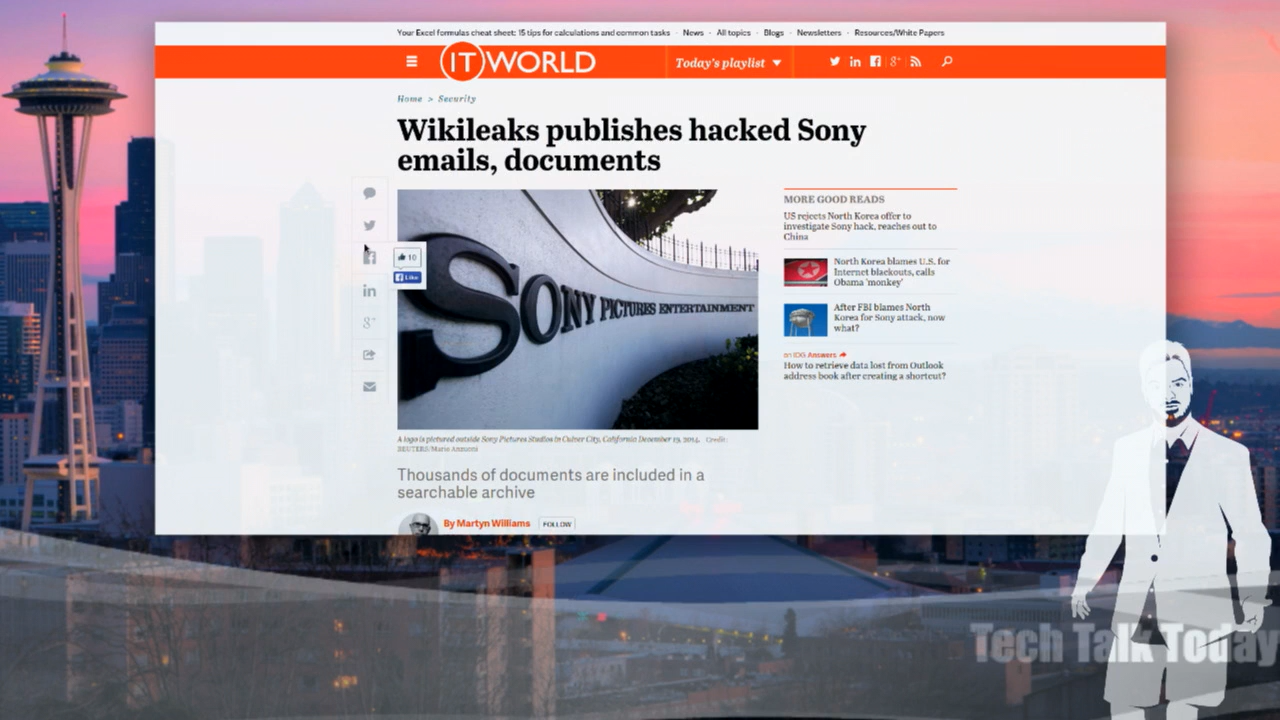 Your Excel formulas cheat sheet: 15 tips for calculations and common tasks · News · All topics · Blogs · Newsletters · Resources/White Papers
IT WORLD
Today's playlist
Home > Security
Wikileaks publishes hacked Sony
emails, documents
10
Like
SONY PICTURES ENTERTAINMENT
A logo is pictured outside Sony Pictures Studios in Culver City, California December 19, 2014. Credit:
REUTERS/Mario Anzuoni
Thousands of documents are included in a
searchable archive
By Martyn Williams FOLLOW
MORE GOOD READS
US rejects North Korea offer to
investigate Sony hack, reaches out to
China
North Korea blames U.S. for
Internet blackouts, calls
Obama 'monkey'
After FBI blames North
Korea for Sony attack, now
what?
on IDG Answers
How to retrieve data lost from Outlook
address book after creating a shortcut?
Tech Talk Today